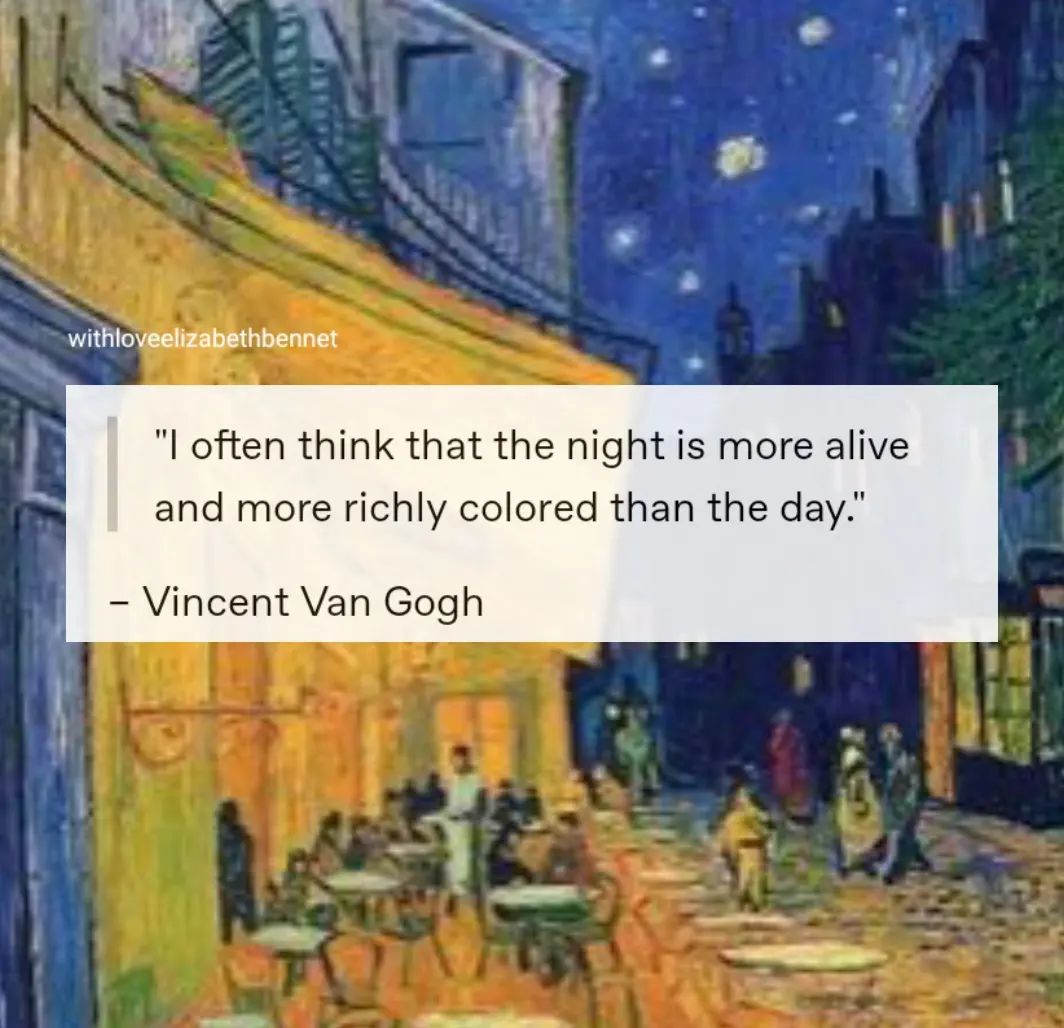 withloveelizabethbennet
"I often think that the night is more alive
and more richly colored than the day."
– Vincent Van Gogh